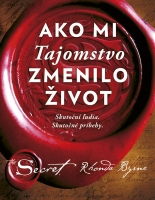 AKO MI
Tajomstvo
ZMENILO
ŽIVOT
Skutoční ľudia.
Skutočné príbehy.
The Secret
Rhonda Byrne